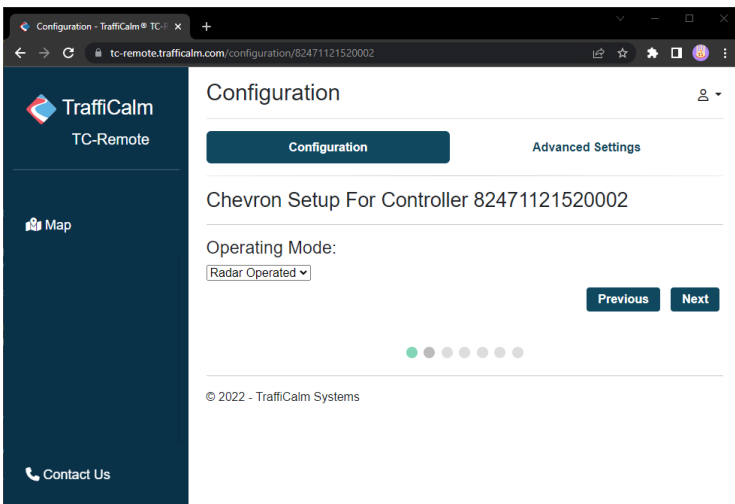 Configuration - TraffiCalm® TC-R
tc-remote.trafficalm.com/configuration/82471121520002
TraffiCalm
TC-Remote
Map
Contact Us
Configuration
Configuration
Advanced Settings
Chevron Setup For Controller 82471121520002
Operating Mode:
Radar Operated
Previous
Next
© 2022 - TraffiCalm Systems